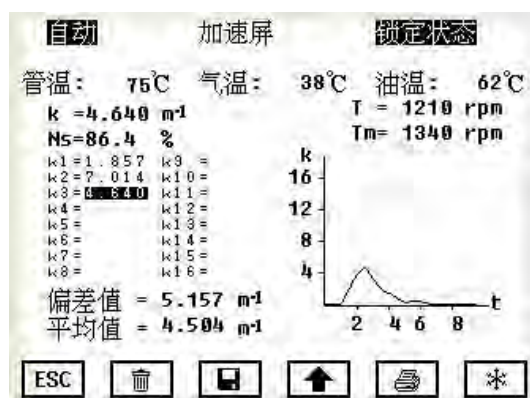 自动 加速屏 锁定状态
管温: 75℃ 气温: 38℃ 油温: 62℃
k =4.640 m-1 T = 1210 rpm
Ns=86.4 % Tm= 1340 rpm
k1=1.857 k9 =
k2=7.014 k10=
k3=4.640 k11=
k4= k12=
k5= k13=
k6= k14=
k7= k15=
k8= k16=
k
16
12
8
4
2 4 6 8 t
偏差值 = 5.157 m-1
平均值 = 4.504 m-1
ESC